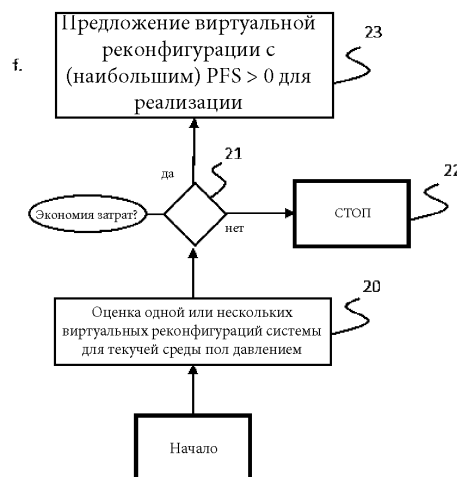 f.
Предложение виртуальной
реконфигурации с
(наибольшим) PFS > 0 для
реализации
23
да
21
Экономия затрат?
нет
СТОП
22
Оценка одной или нескольких
виртуальных реконфигураций системы
для текучей среды пол давлением
20
Начало